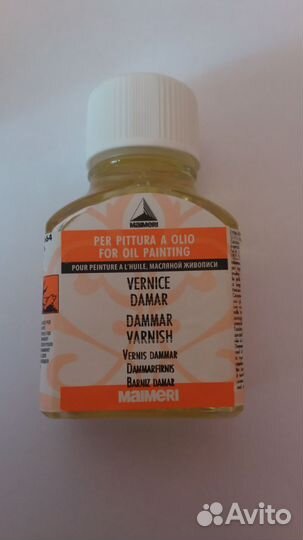 MAIMERI
PER PITTURA A OLIO
FOR OIL PAINTING
POUR PEINTURE A L'HUILE, МАСЛЯНОЙ ЖИВОПИСИ
VERNICE
DAMAR
DAMMAR
VARNISH
VERNIS DAMMAR
DAMMARFIRNIS
BARNIZ DAMAR
MAIMERI
Avito